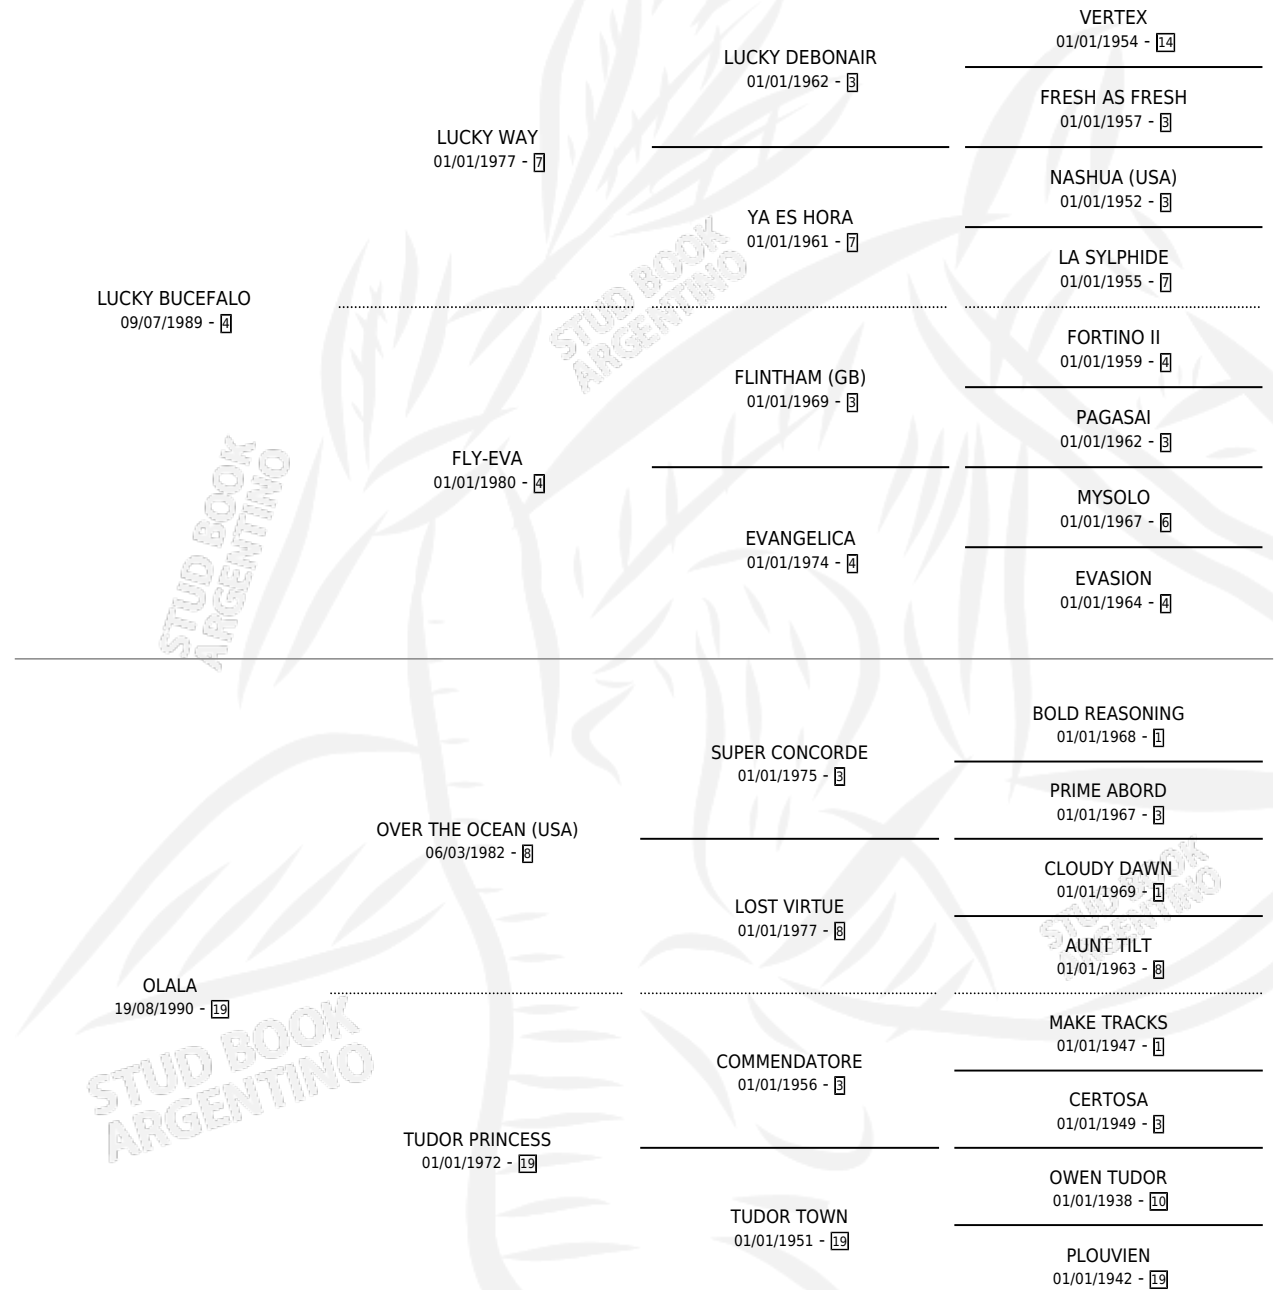 VERTEX
01/01/1954 - 14
LUCKY DEBONAIR
01/01/1962 - 3
FRESH AS FRESH
01/01/1957 - 3
LUCKY WAY
01/01/1977 - 7
NASHUA (USA)
01/01/1952 - 3
YA ES HORA
01/01/1961 - 7
LA SYLPHIDE
01/01/1955 - 7
LUCKY BUCEFALO
09/07/1989 - 4
STUD BOOK
ARGENTINO
FORTINO II
01/01/1959 - 4
FLINTHAM (GB)
01/01/1969 - 3
PAGASAI
01/01/1962 - 3
FLY-EVA
01/01/1980 - 4
MYSOLO
01/01/1967 - 6
EVANGELICA
01/01/1974 - 4
EVASION
01/01/1964 - 4
STUD BOOK
ARGENTINO
BOLD REASONING
01/01/1968 - 1
SUPER CONCORDE
01/01/1975 - 3
PRIME ABORD
01/01/1967 - 3
OVER THE OCEAN (USA)
06/03/1982 - 8
CLOUDY DAWN
01/01/1969 - 1
LOST VIRTUE
01/01/1977 - 8
STUD BOOK
ARGENTINO
AUNT TILT
01/01/1963 - 8
OLALA
19/08/1990 - 19
STUD BOOK
ARGENTINO
MAKE TRACKS
01/01/1947 - 1
COMMENDATORE
01/01/1956 - 3
CERTOSA
01/01/1949 - 3
TUDOR PRINCESS
01/01/1972 - 19
OWEN TUDOR
01/01/1938 - 10
TUDOR TOWN
01/01/1951 - 19
PLOUVIEN
01/01/1942 - 19